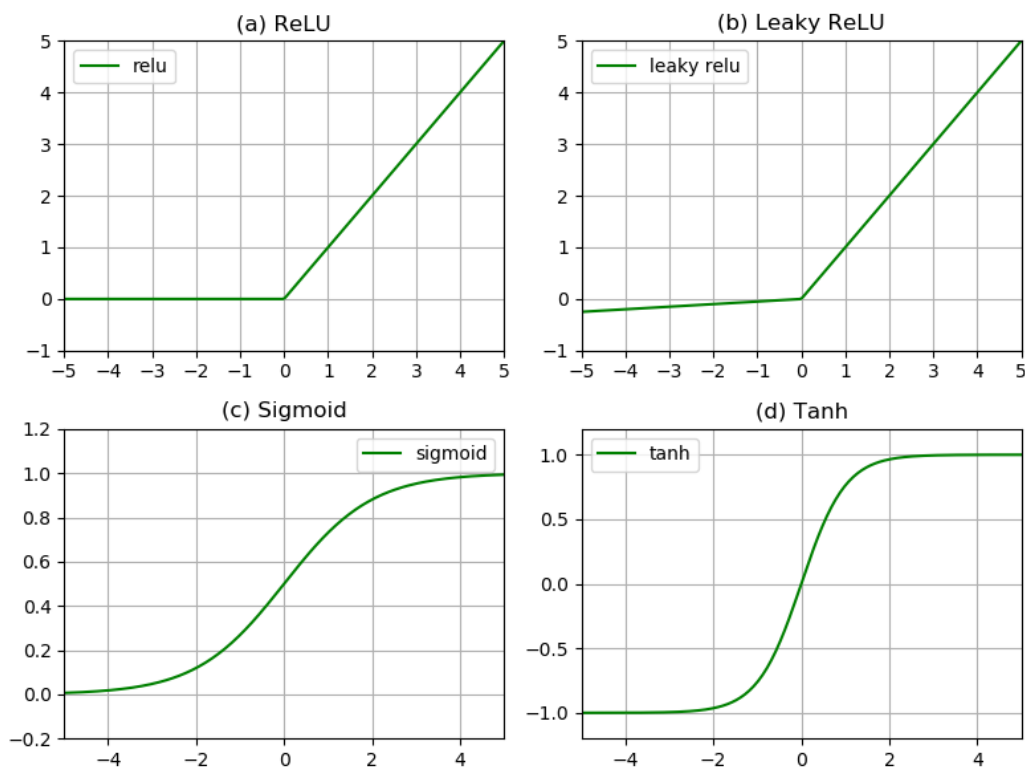 (a) ReLU
relu
5
4
3
2
1
0
−1
−5 −4 −3 −2 −1 0 1 2 3 4 5
(b) Leaky ReLU
leaky relu
5
4
3
2
1
0
−1
−5 −4 −3 −2 −1 0 1 2 3 4 5
(c) Sigmoid
sigmoid
1.2
1.0
0.8
0.6
0.4
0.2
0.0
−0.2
−4 −2 0 2 4
(d) Tanh
tanh
1.0
0.5
0.0
−0.5
−1.0
−4 −2 0 2 4